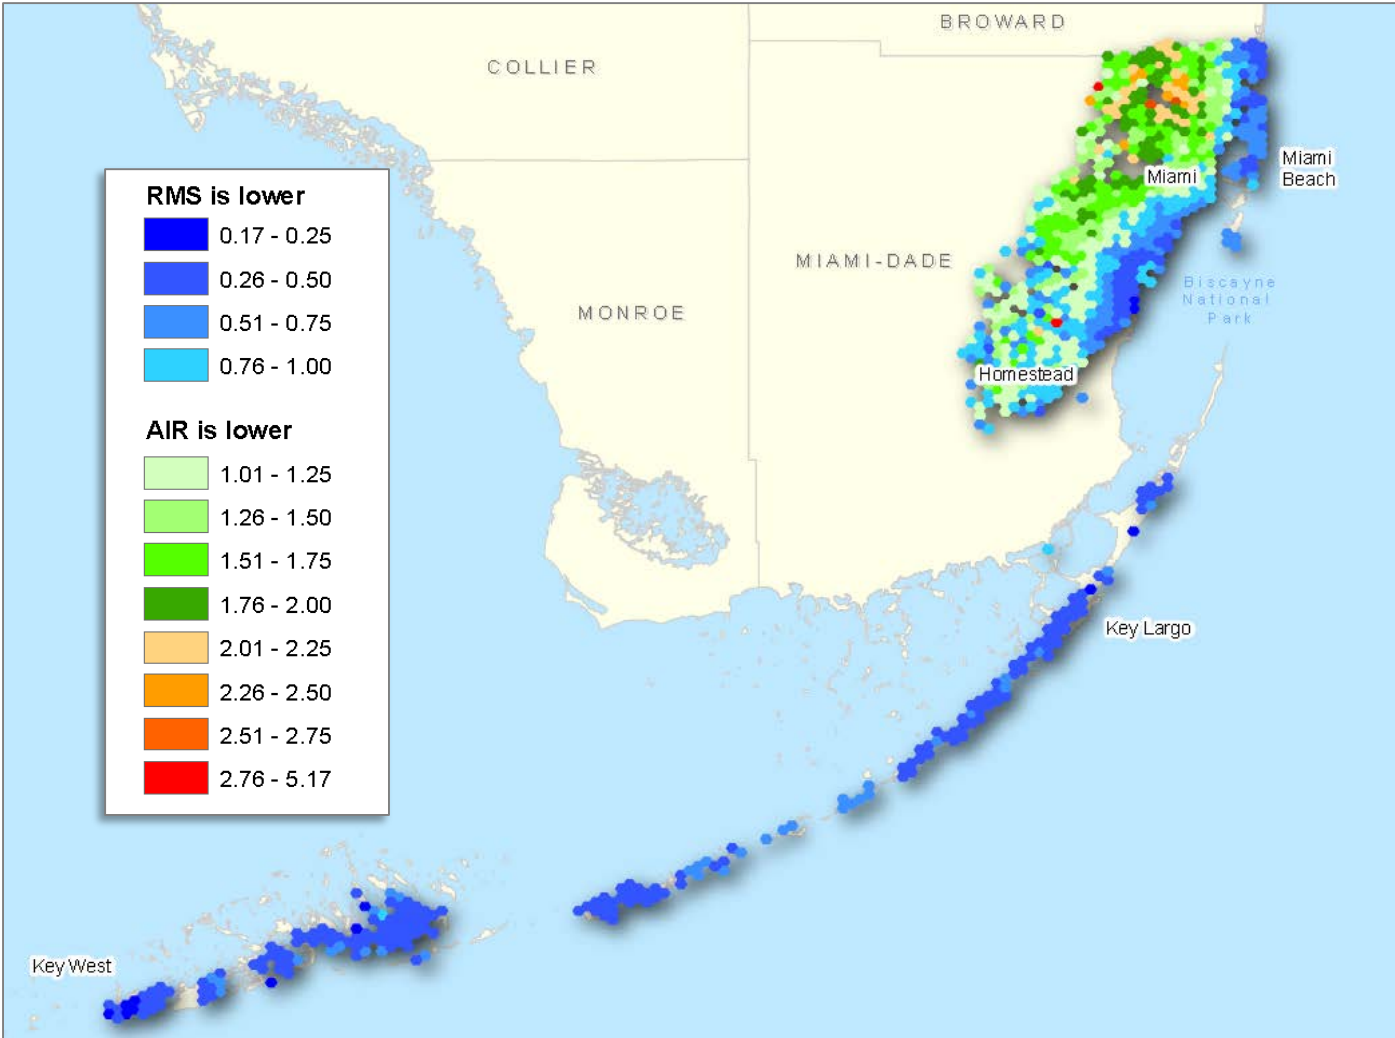 BROWARD
COLLIER
Miami
Beach
Miami
RMS is lower
0.17 - 0.25
0.26 - 0.50
0.51 - 0.75
0.76 - 1.00
MIAMI-DADE
MONROE
Biscayne
National
Park
Homestead
AIR is lower
1.01 - 1.25
1.26 - 1.50
1.51 - 1.75
1.76 - 2.00
2.01 - 2.25
2.26 - 2.50
2.51 - 2.75
2.76 - 5.17
Key Largo
Key West